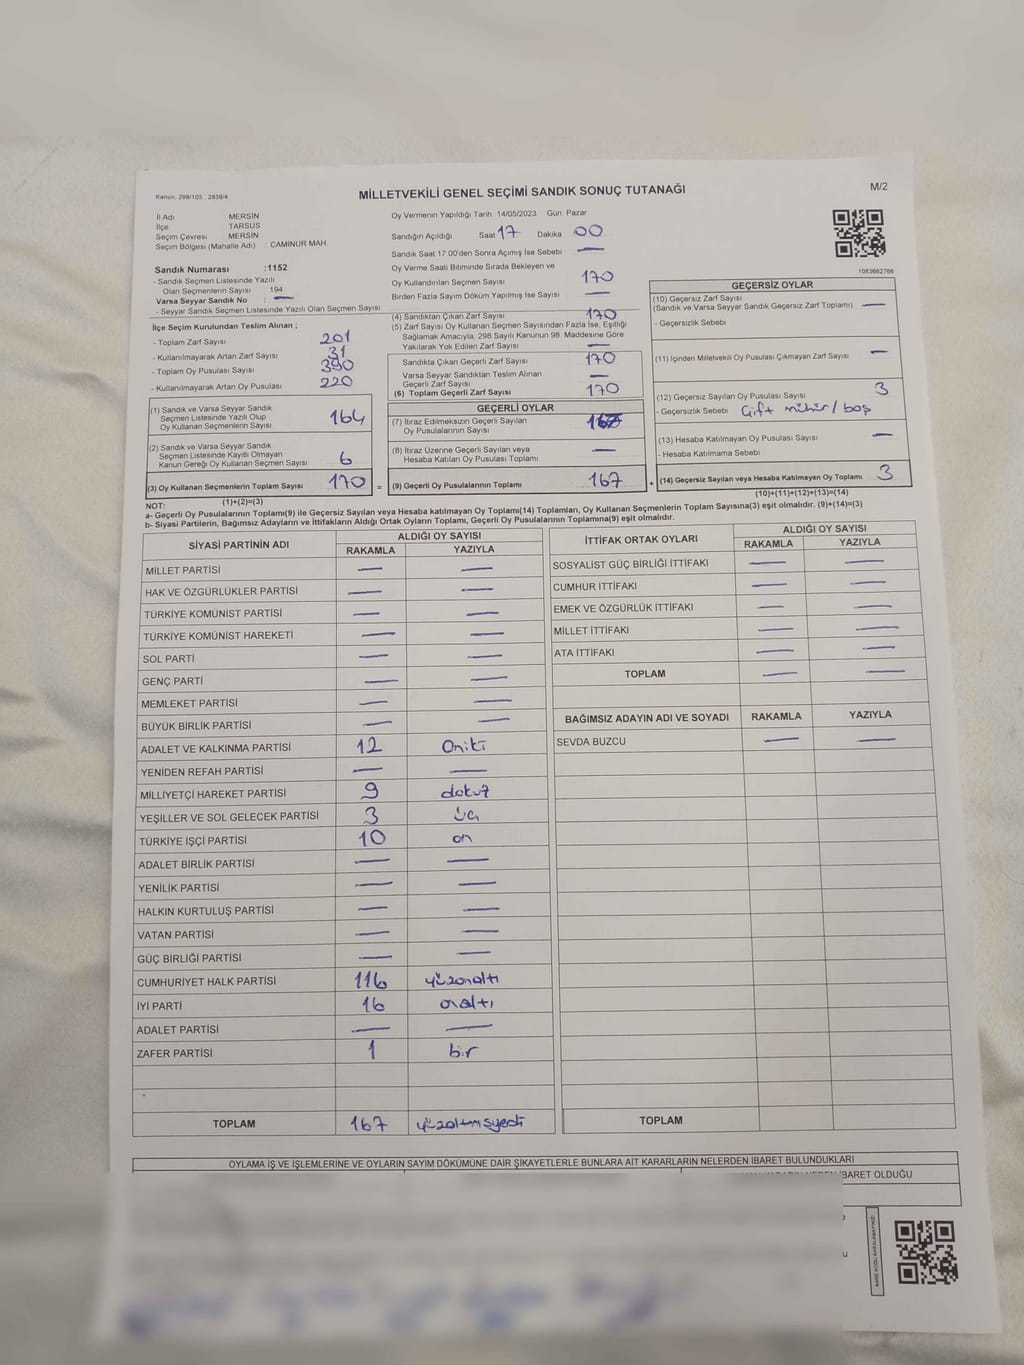 Kanun: 298/105 ; 2839/4
MİLLETVEKİLİ GENEL SEÇİMİ SANDIK SONUÇ TUTANAĞI
M/2
İl Adı MERSİN
İlçe TARSUS
Seçim Çevresi MERSİN
Seçim Bölgesi (Mahalle Adı) CAMİNUR MAH.
Sandık Numarası :1152
- Sandık Seçmen Listesinde Yazılı
Olan Seçmenlerin Sayısı 194
Varsa Seyyar Sandık No : —
- Seyyar Sandık Seçmen Listesinde Yazılı Olan Seçmen Sayısı:
İlçe Seçim Kurulundan Teslim Alınan ;
- Toplam Zarf Sayısı 201
- Kullanılmayarak Artan Zarf Sayısı 31
- Toplam Oy Pusulası Sayısı 390
- Kullanılmayarak Artan Oy Pusulası 220
(1) Sandık ve Varsa Seyyar Sandık
Seçmen Listesinde Yazılı Olup
Oy Kullanan Seçmenlerin Sayısı 164
(2) Sandık ve Varsa Seyyar Sandık
Seçmen Listesinde Kayıtlı Olmayan
Kanun Gereği Oy Kullanan Seçmen Sayısı 6
(3) Oy Kullanan Seçmenlerin Toplam Sayısı 170 =
(1)+(2)=(3)
Oy Vermenin Yapıldığı Tarih 14/05/2023 Gün Pazar
Sandığın Açıldığı Saat 17 Dakika 00
Sandık Saat 17.00'den Sonra Açımış İse Sebebi —
Oy Verme Saati Bitiminde Sırada Bekleyen ve
Oy Kullandırılan Seçmen Sayısı 170
Birden Fazla Sayım Döküm Yapılmış İse Sayısı —
(4) Sandıktan Çıkan Zarf Sayısı 170
(5) Zarf Sayısı Oy Kullanan Seçmen Sayısından Fazla İse, Eşitliği
Sağlamak Amacıyla; 298 Sayılı Kanunun 98. Maddesine Göre
Yakılarak Yok Edilen Zarf Sayısı —
Sandıkta Çıkan Geçerli Zarf Sayısı 170
Varsa Seyyar Sandıktan Teslim Alınan
Geçerli Zarf Sayısı —
(6) Toplam Geçerli Zarf Sayısı 170
GEÇERLİ OYLAR
(7) İtiraz Edilmeksizin Geçerli Sayılan
Oy Pusulalarının Sayısı
(8) İtiraz Üzerine Geçerli Sayılan veya
Hesaba Katılan Oy Pusulası Toplamı —
(9) Geçerli Oy Pusulalarının Toplamı 167 +
1083662766
GEÇERSİZ OYLAR
(10) Geçersiz Zarf Sayısı
(Sandık ve Varsa Seyyar Sandık Geçersiz Zarf Toplamı) —
- Geçersizlik Sebebi
(11) İçinden Milletvekili Oy Pusulası Çıkmayan Zarf Sayısı —
(12) Geçersiz Sayılan Oy Pusulası Sayısı 3
- Geçersizlik Sebebi Çift mühür / boş
(13) Hesaba Katılmayan Oy Pusulası Sayısı —
- Hesaba Katılmama Sebebi
(14) Geçersiz Sayılan veya Hesaba Katılmayan Oy Toplamı 3
(10)+(11)+(12)+(13)=(14)
NOT:
a- Geçerli Oy Pusulalarının Toplamı(9) ile Geçersiz Sayılan veya Hesaba katılmayan Oy Toplamı(14) Toplamları, Oy Kullanan Seçmenlerin Toplam Sayısına(3) eşit olmalıdır. (9)+(14)=(3)
b- Siyasi Partilerin, Bağımsız Adayların ve İttifakların Aldığı Ortak Oyların Toplamı, Geçerli Oy Pusulalarının Toplamına(9) eşit olmalıdır.
SİYASİ PARTİNİN ADI ALDIĞI OY SAYISI
RAKAMLA YAZIYLA
MİLLET PARTİSİ — —
HAK VE ÖZGÜRLÜKLER PARTİSİ — —
TÜRKİYE KOMÜNİST PARTİSİ — —
TÜRKİYE KOMÜNİST HAREKETİ — —
SOL PARTİ — —
GENÇ PARTİ — —
MEMLEKET PARTİSİ — —
BÜYÜK BİRLİK PARTİSİ — —
ADALET VE KALKINMA PARTİSİ 12 Oniki
YENİDEN REFAH PARTİSİ — —
MİLLİYETÇİ HAREKET PARTİSİ 9 dokuz
YEŞİLLER VE SOL GELECEK PARTİSİ 3 üç
TÜRKİYE İŞÇİ PARTİSİ 10 on
ADALET BİRLİK PARTİSİ — —
YENİLİK PARTİSİ — —
HALKIN KURTULUŞ PARTİSİ — —
VATAN PARTİSİ — —
GÜÇ BİRLİĞİ PARTİSİ — —
CUMHURİYET HALK PARTİSİ 116 yüzonaltı
İYİ PARTİ 16 onaltı
ADALET PARTİSİ — —
ZAFER PARTİSİ 1 bir
TOPLAM 167 yüzaltmışyedi
İTTİFAK ORTAK OYLARI ALDIĞI OY SAYISI
RAKAMLA YAZIYLA
SOSYALİST GÜÇ BİRLİĞİ İTTİFAKI — —
CUMHUR İTTİFAKI — —
EMEK VE ÖZGÜRLÜK İTTİFAKI — —
MİLLET İTTİFAKI — —
ATA İTTİFAKI — —
TOPLAM — —
BAĞIMSIZ ADAYIN ADI VE SOYADI RAKAMLA YAZIYLA
SEVDA BUZCU — —
TOPLAM
OYLAMA İŞ VE İŞLEMLERİNE VE OYLARIN SAYIM DÖKÜMÜNE DAİR ŞİKAYETLERLE BUNLARA AİT KARARLARIN NELERDEN İBARET BULUNDUKLARI
İBARET OLDUĞU
KARE KODU KARALAMAYINIZ!